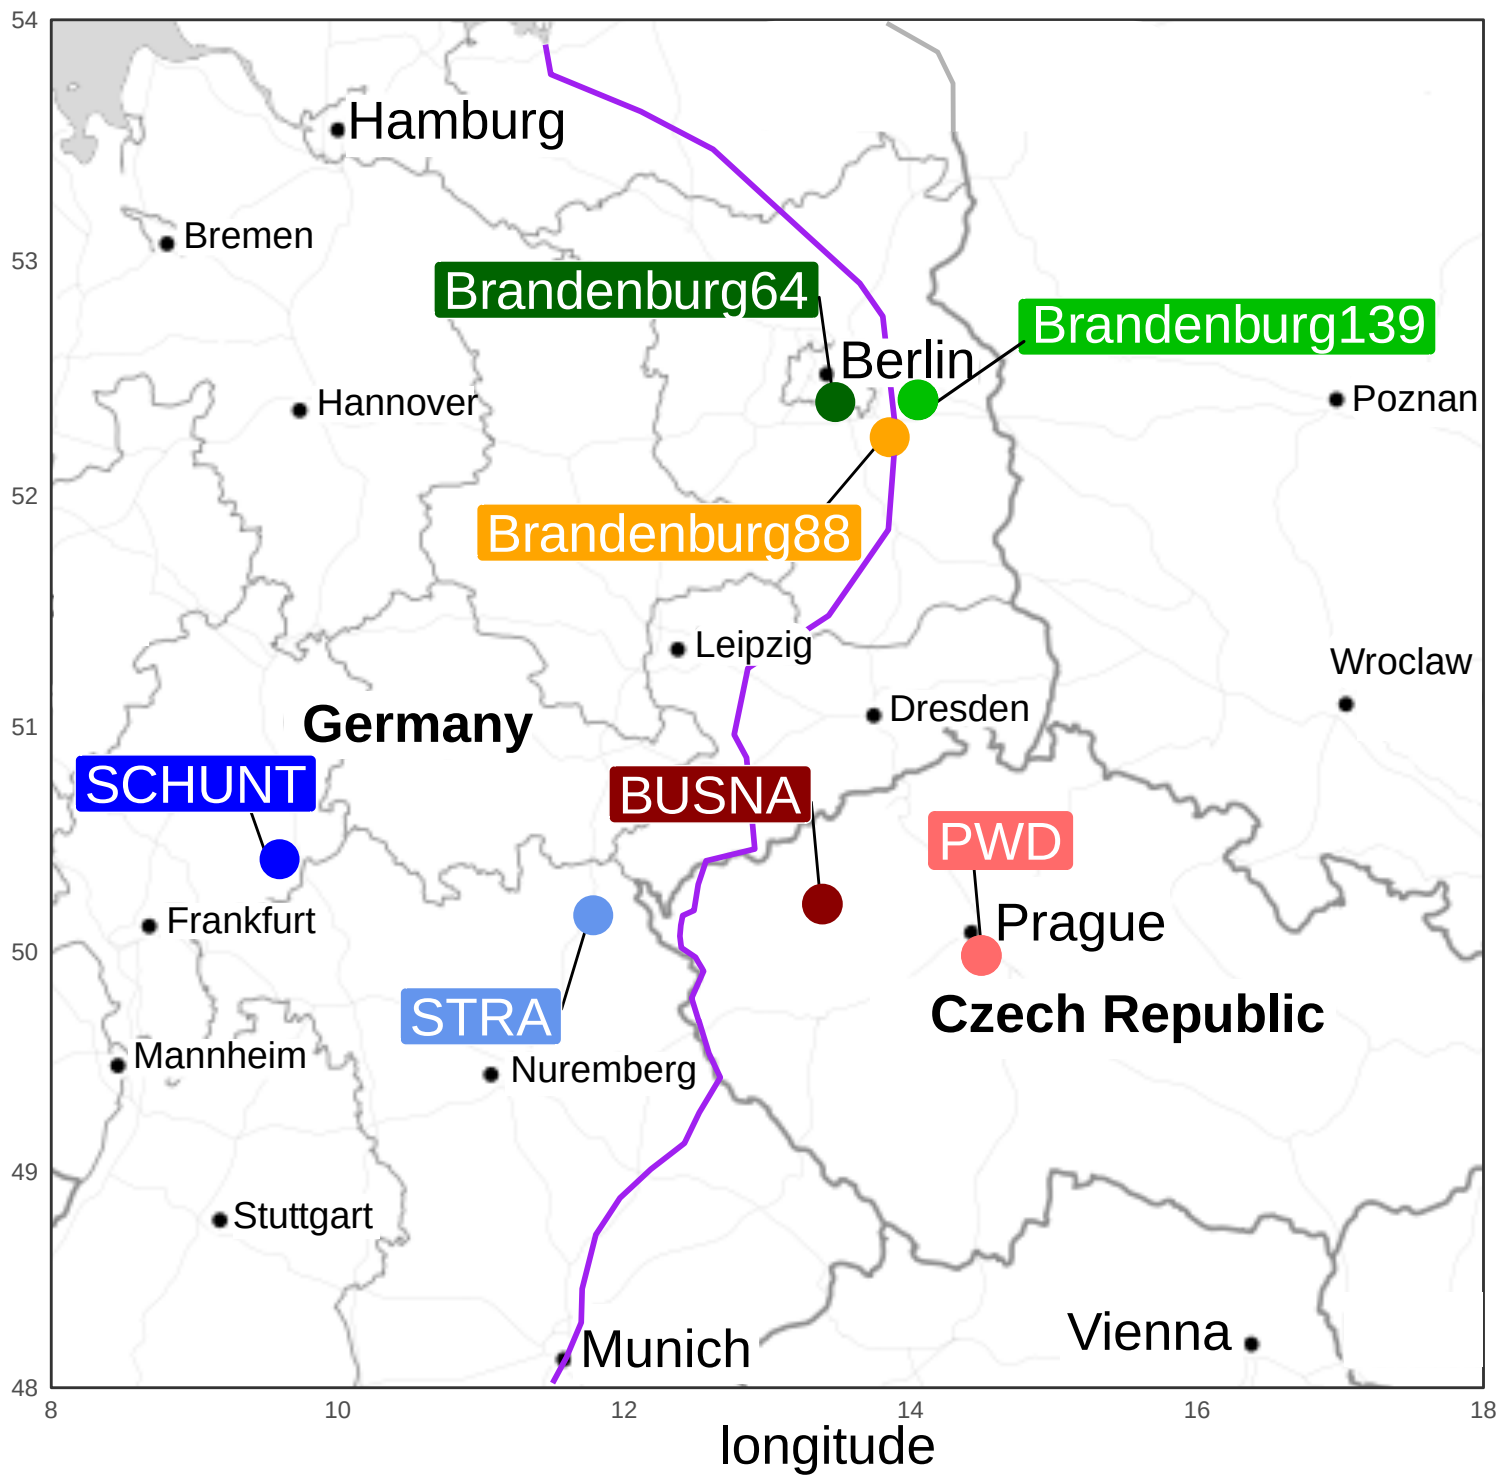 54
Hamburg
Bremen
53
Brandenburg64
Brandenburg139
Berlin
Hannover
Poznan
52
Brandenburg88
Leipzig
Wroclaw
Dresden
Germany
51
SCHUNT
BUSNA
PWD
Frankfurt
Prague
50
STRA
Czech Republic
Mannheim
Nuremberg
49
Stuttgart
Vienna
Munich
48
8 10 12 14 16 18
longitude